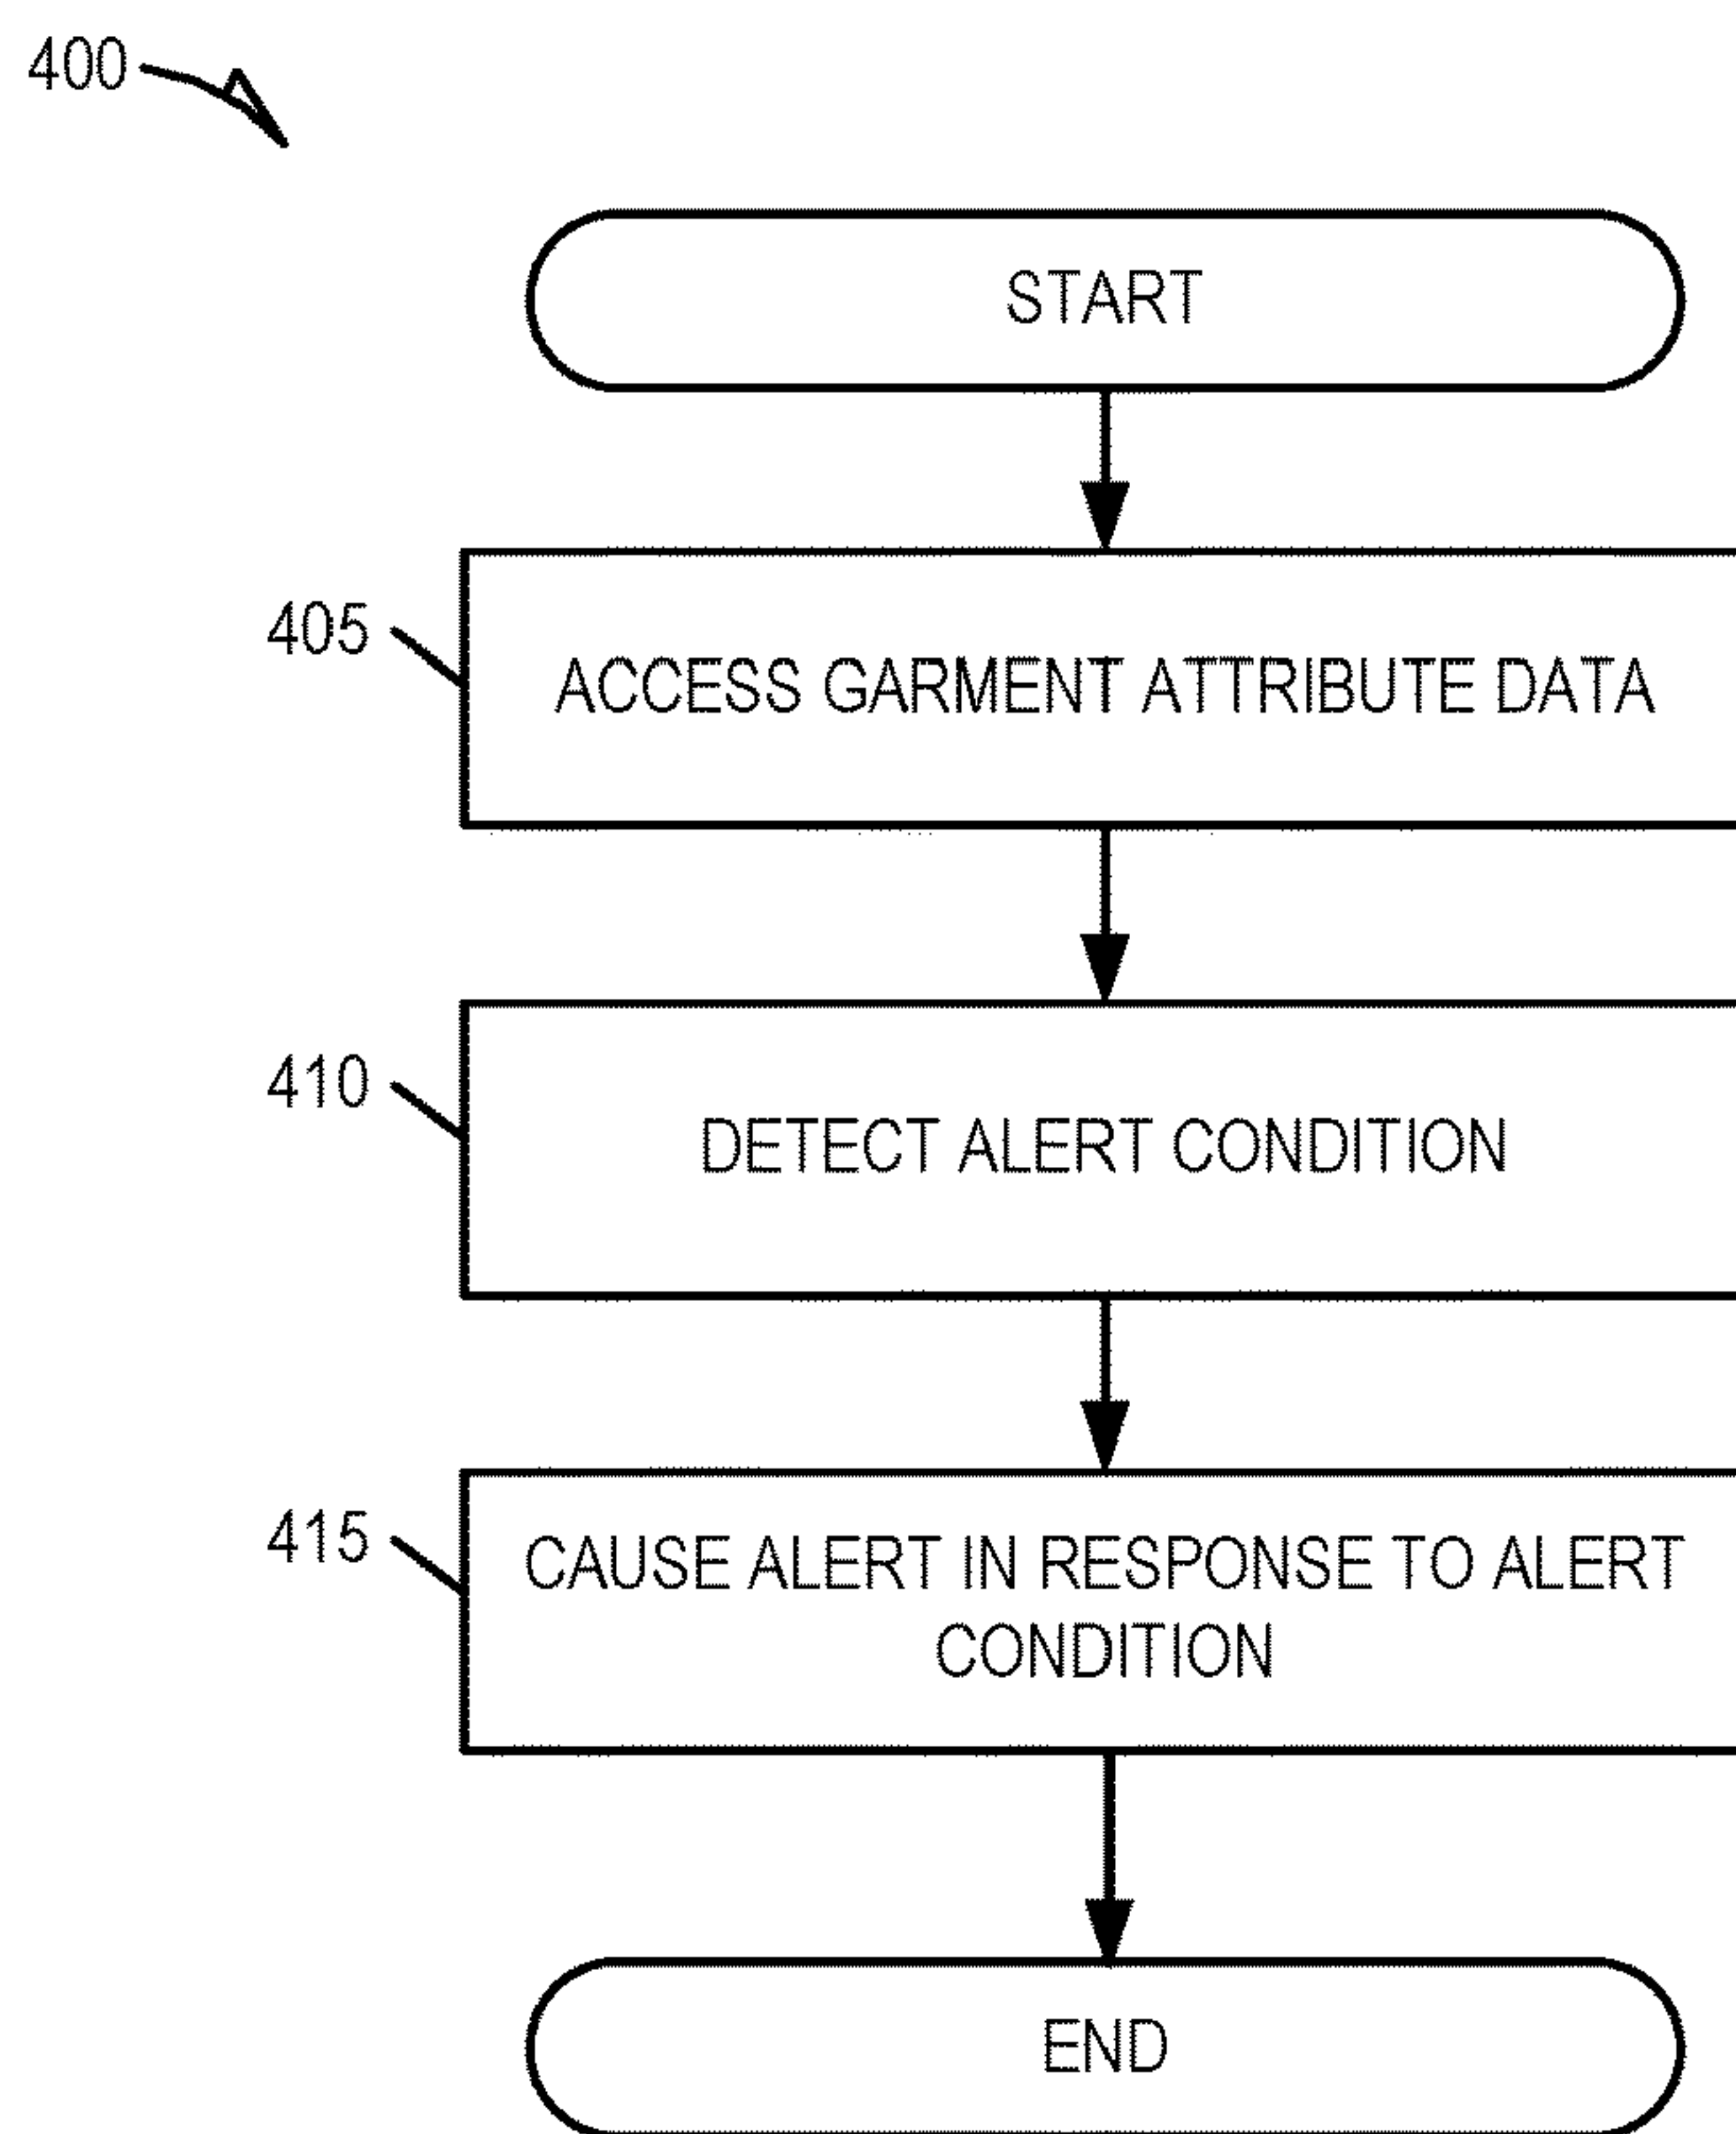 400
START
405
ACCESS GARMENT ATTRIBUTE DATA
410
DETECT ALERT CONDITION
415
CAUSE ALERT IN RESPONSE TO ALERT
CONDITION
END